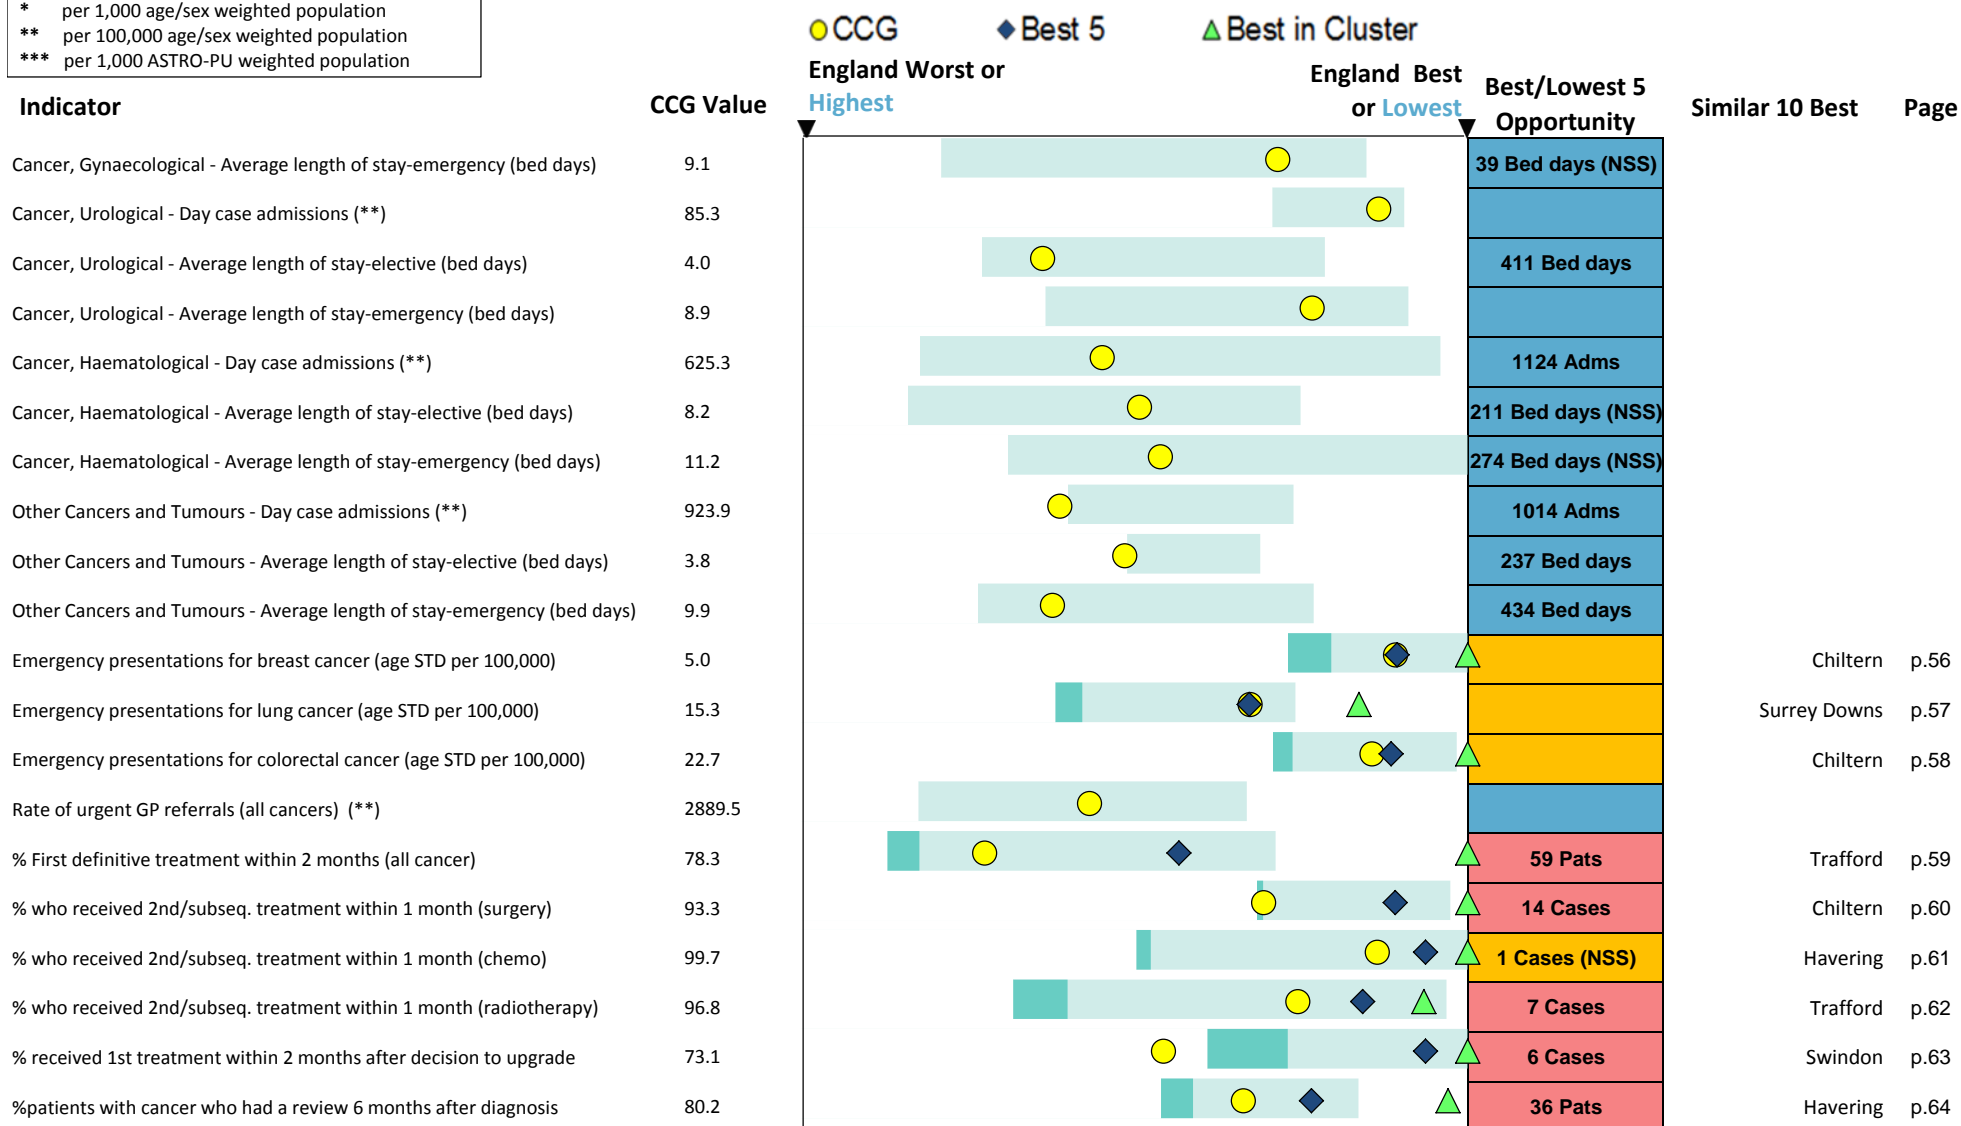 * per 1,000 age/sex weighted population
** per 100,000 age/sex weighted population
*** per 1,000 ASTRO-PU weighted population
CCG Best 5 Best in Cluster
England Worst or Highest England Best or Lowest
Indicator CCG Value Best/Lowest 5 Opportunity Similar 10 Best Page
Cancer, Gynaecological - Average length of stay-emergency (bed days) 9.1 39 Bed days (NSS)
Cancer, Urological - Day case admissions (**) 85.3
Cancer, Urological - Average length of stay-elective (bed days) 4.0 411 Bed days
Cancer, Urological - Average length of stay-emergency (bed days) 8.9
Cancer, Haematological - Day case admissions (**) 625.3 1124 Adms
Cancer, Haematological - Average length of stay-elective (bed days) 8.2 211 Bed days (NSS)
Cancer, Haematological - Average length of stay-emergency (bed days) 11.2 274 Bed days (NSS)
Other Cancers and Tumours - Day case admissions (**) 923.9 1014 Adms
Other Cancers and Tumours - Average length of stay-elective (bed days) 3.8 237 Bed days
Other Cancers and Tumours - Average length of stay-emergency (bed days) 9.9 434 Bed days
Emergency presentations for breast cancer (age STD per 100,000) 5.0 Chiltern p.56
Emergency presentations for lung cancer (age STD per 100,000) 15.3 Surrey Downs p.57
Emergency presentations for colorectal cancer (age STD per 100,000) 22.7 Chiltern p.58
Rate of urgent GP referrals (all cancers) (**) 2889.5
% First definitive treatment within 2 months (all cancer) 78.3 59 Pats Trafford p.59
% who received 2nd/subseq. treatment within 1 month (surgery) 93.3 14 Cases Chiltern p.60
% who received 2nd/subseq. treatment within 1 month (chemo) 99.7 1 Cases (NSS) Havering p.61
% who received 2nd/subseq. treatment within 1 month (radiotherapy) 96.8 7 Cases Trafford p.62
% received 1st treatment within 2 months after decision to upgrade 73.1 6 Cases Swindon p.63
%patients with cancer who had a review 6 months after diagnosis 80.2 36 Pats Havering p.64